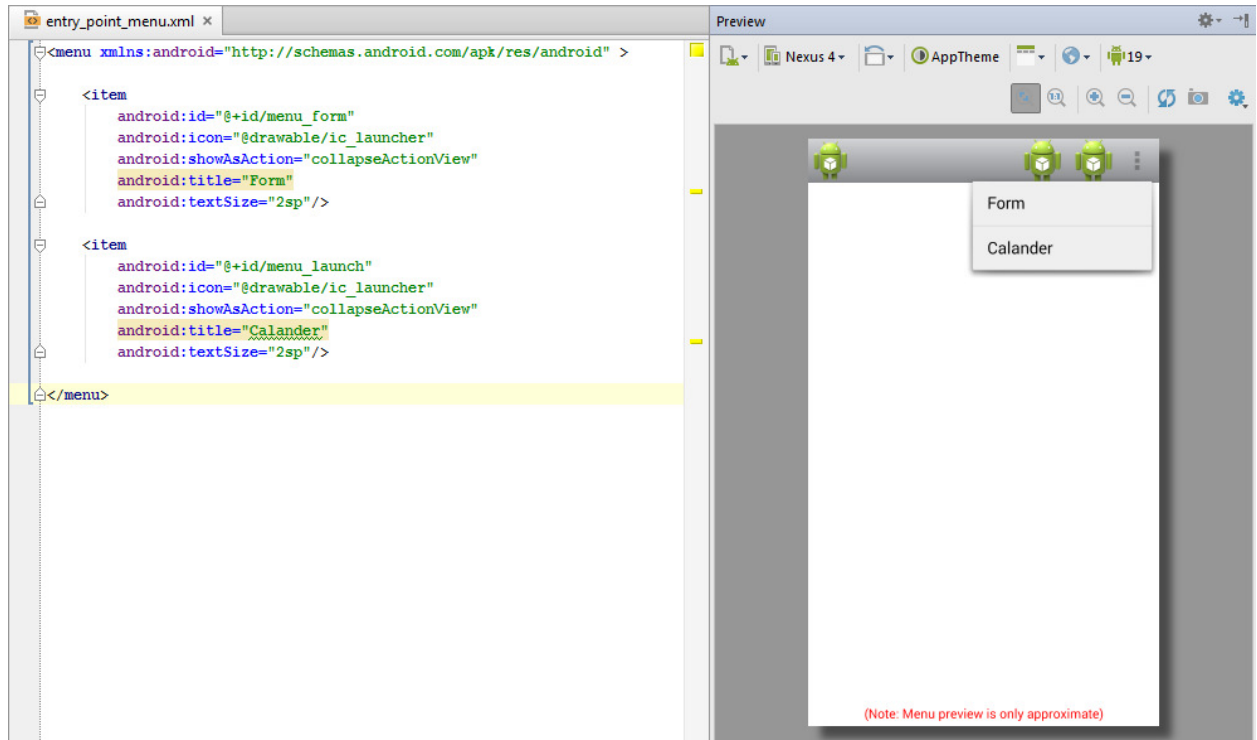 entry_point_menu.xml ×
<menu xmlns:android="http://schemas.android.com/apk/res/android" >
<item
android:id="@+id/menu_form"
android:icon="@drawable/ic_launcher"
android:showAsAction="collapseActionView"
android:title="Form"
android:textSize="2sp"/>
<item
android:id="@+id/menu_launch"
android:icon="@drawable/ic_launcher"
android:showAsAction="collapseActionView"
android:title="Calander"
android:textSize="2sp"/>
</menu>
Preview
Nexus 4 AppTheme 19
1:1
Form
Calander
(Note: Menu preview is only approximate)